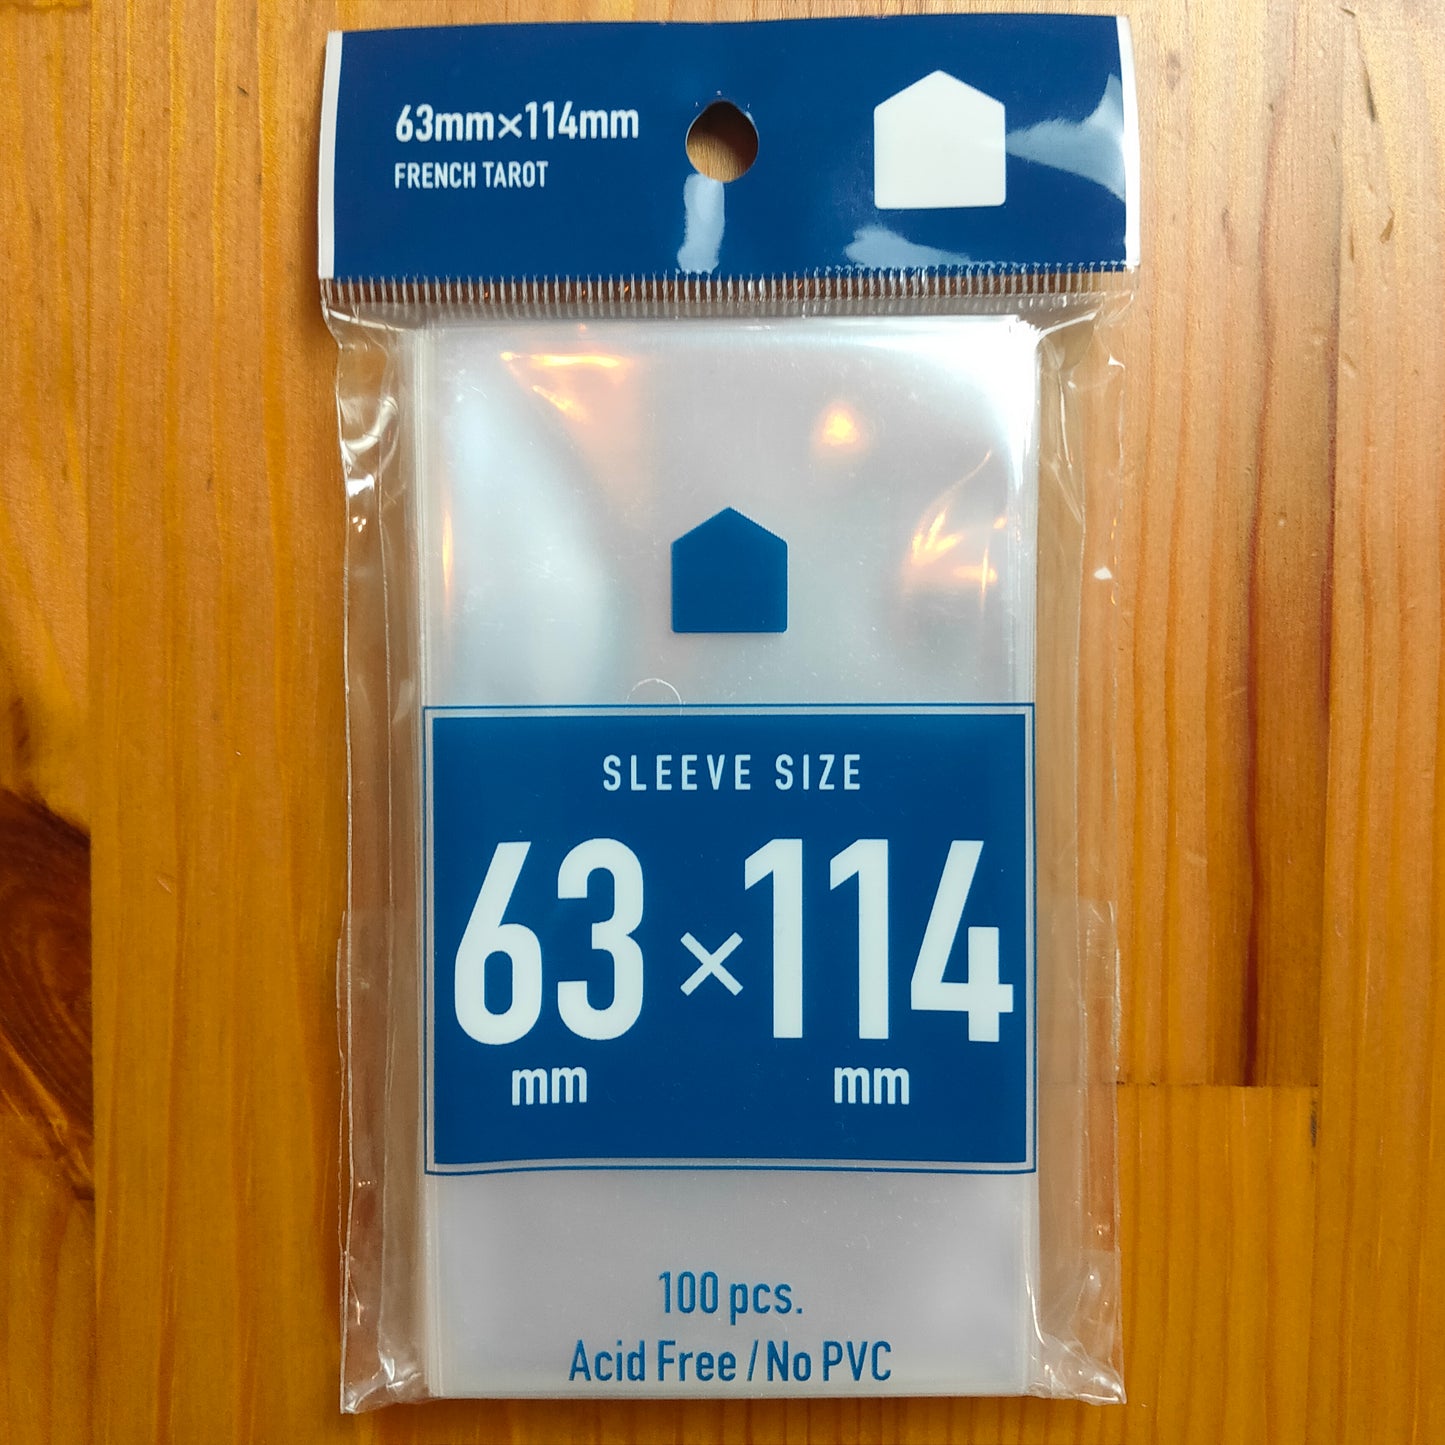 63mm×114mm
FRENCH TAROT
SLEEVE SIZE
63×114
mm mm
100 pcs.
Acid Free / No PVC